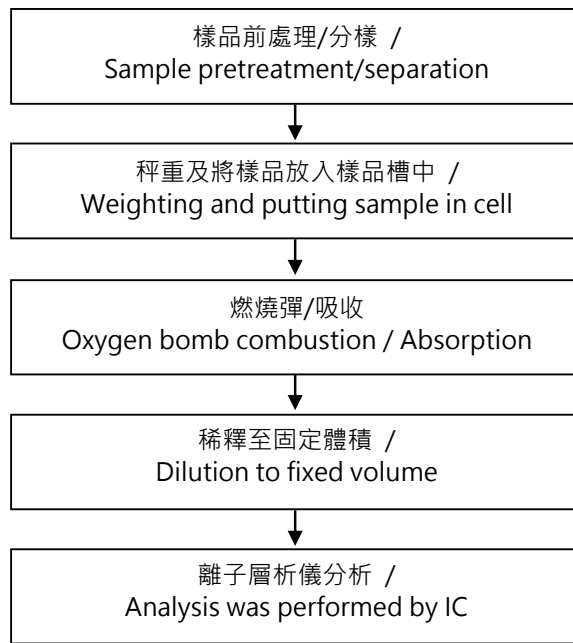 樣品前處理/分樣 /
Sample pretreatment/separation
秤重及將樣品放入樣品槽中 /
Weighting and putting sample in cell
燃燒彈/吸收
Oxygen bomb combustion / Absorption
稀釋至固定體積 /
Dilution to fixed volume
離子層析儀分析 /
Analysis was performed by IC